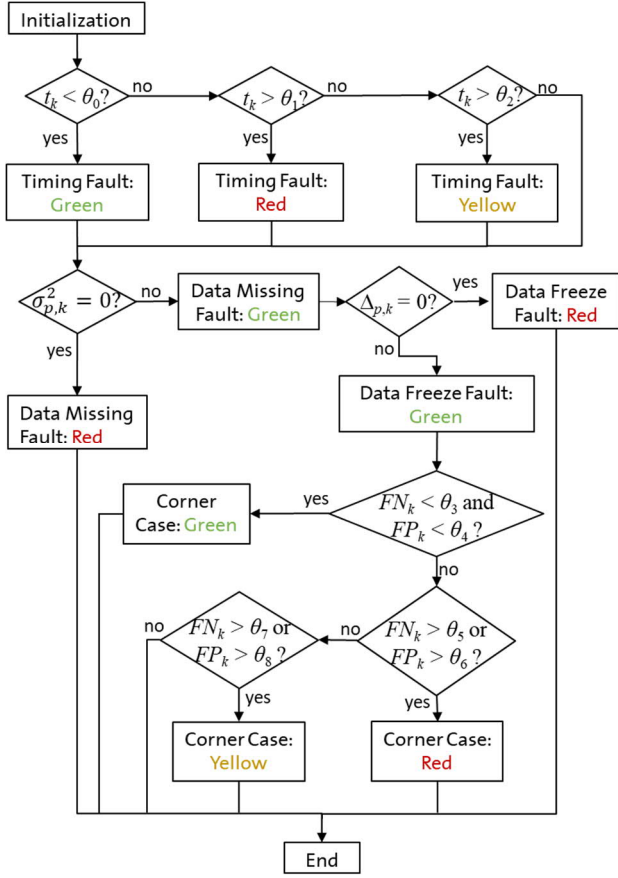 Initialization
t_k < θ_0?
no
t_k > θ_1?
no
t_k > θ_2?
no
yes
yes
yes
Timing Fault:
Green
Timing Fault:
Red
Timing Fault:
Yellow
σ²_{p,k} = 0?
no
Data Missing
Fault: Green
Δ_{p,k} = 0?
yes
Data Freeze
Fault: Red
yes
no
Data Missing
Fault: Red
Data Freeze Fault:
Green
Corner
Case: Green
yes
FN_k < θ_3 and
FP_k < θ_4 ?
no
no
FN_k > θ_7 or
FP_k > θ_8 ?
no
FN_k > θ_5 or
FP_k > θ_6 ?
yes
yes
Corner Case:
Yellow
Corner Case:
Red
End